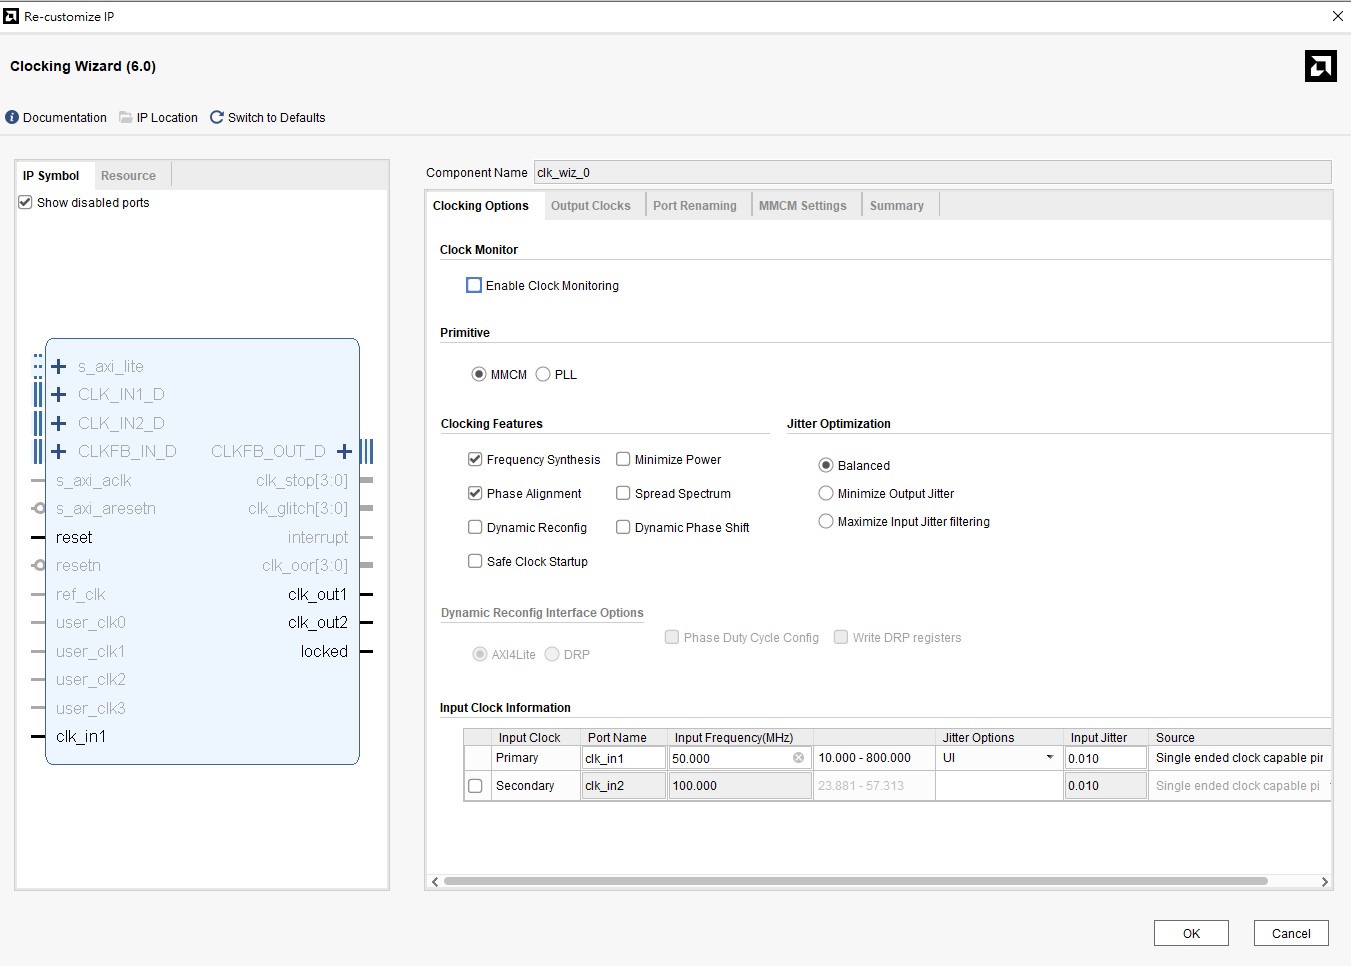 Re-customize IP
Clocking Wizard (6.0)
Documentation IP Location Switch to Defaults
IP Symbol Resource
Show disabled ports
s_axi_lite
CLK_IN1_D
CLK_IN2_D
CLKFB_IN_D CLKFB_OUT_D
s_axi_aclk clk_stop[3:0]
s_axi_aresetn clk_glitch[3:0]
reset interrupt
resetn clk_oor[3:0]
ref_clk clk_out1
user_clk0 clk_out2
user_clk1 locked
user_clk2
user_clk3
clk_in1
Component Name clk_wiz_0
Clocking Options Output Clocks Port Renaming MMCM Settings Summary
Clock Monitor
Enable Clock Monitoring
Primitive
MMCM PLL
Clocking Features Jitter Optimization
Frequency Synthesis Minimize Power Balanced
Phase Alignment Spread Spectrum Minimize Output Jitter
Dynamic Reconfig Dynamic Phase Shift Maximize Input Jitter filtering
Safe Clock Startup
Dynamic Reconfig Interface Options
Phase Duty Cycle Config Write DRP registers
AXI4Lite DRP
Input Clock Information
Input Clock Port Name Input Frequency(MHz) Jitter Options Input Jitter Source
Primary clk_in1 50.000 10.000 - 800.000 UI 0.010 Single ended clock capable pin
Secondary clk_in2 100.000 23.881 - 57.313 0.010 Single ended clock capable pi
OK Cancel